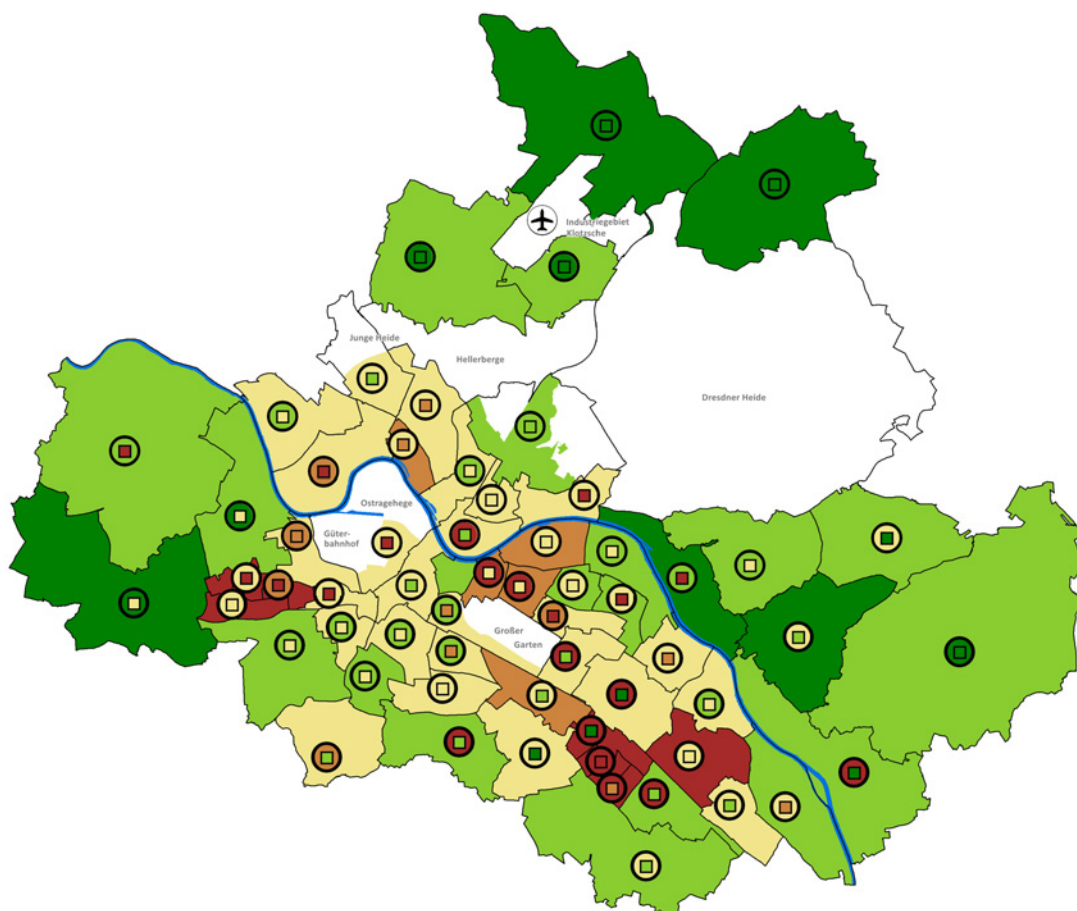 Industriegebiet
Klotzsche
Junge Heide
Hellerberge
Dresdner Heide
Ostragehege
Güter-
bahnhof
Großer
Garten